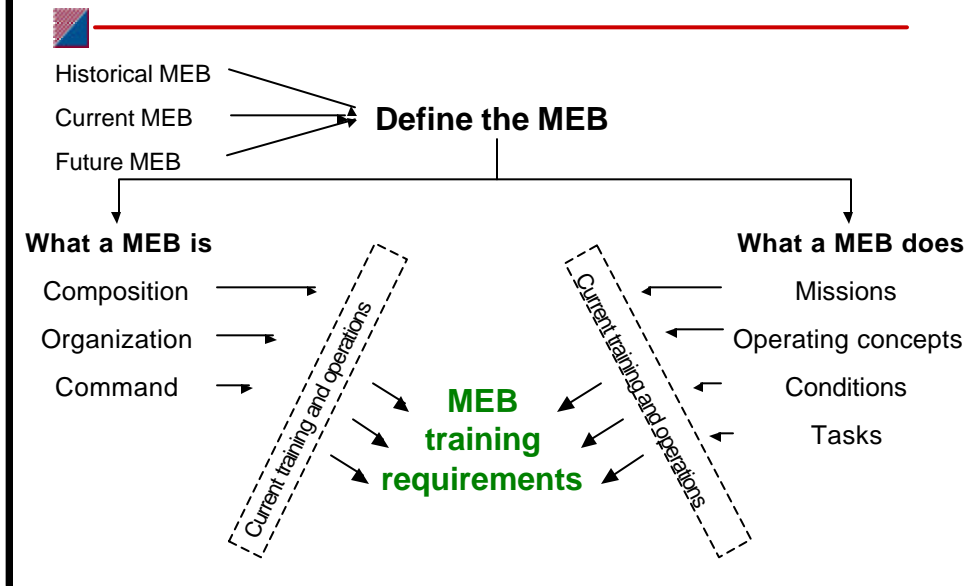 Historical MEB
Current MEB
Future MEB
Define the MEB
What a MEB is
Composition
Organization
Command
Current training and operations
MEB
training
requirements
Current training and operations
What a MEB does
Missions
Operating concepts
Conditions
Tasks